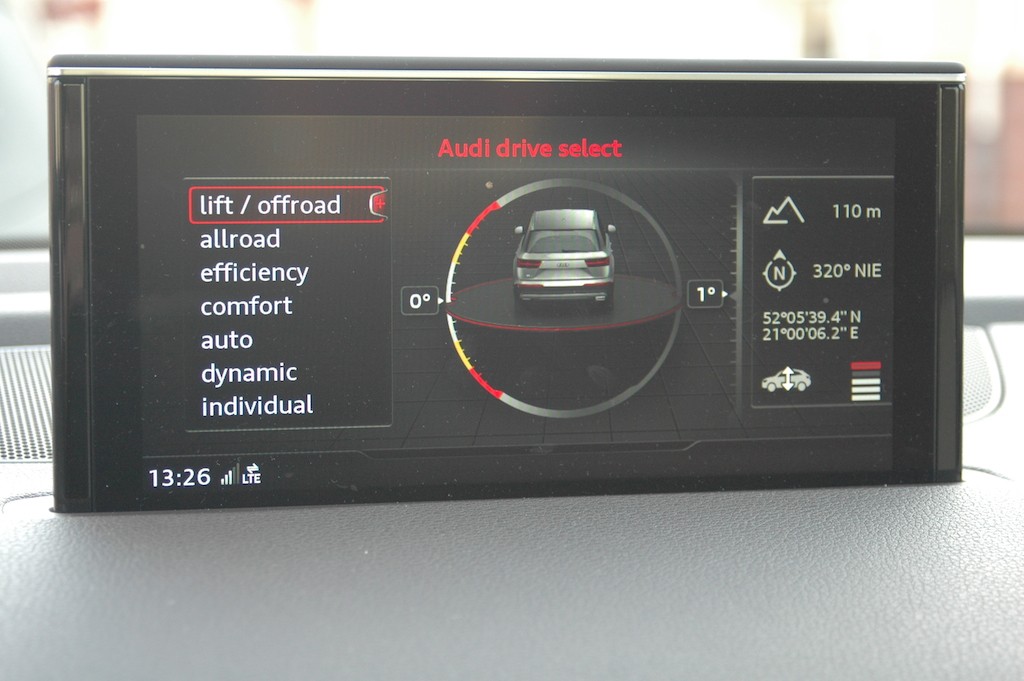 Audi drive select
lift / offroad
allroad
efficiency
comfort
auto
dynamic
individual
0°
1°
110 m
N
320° NIE
52°05'39.4" N
21°00'06.2" E
13:26 LTE